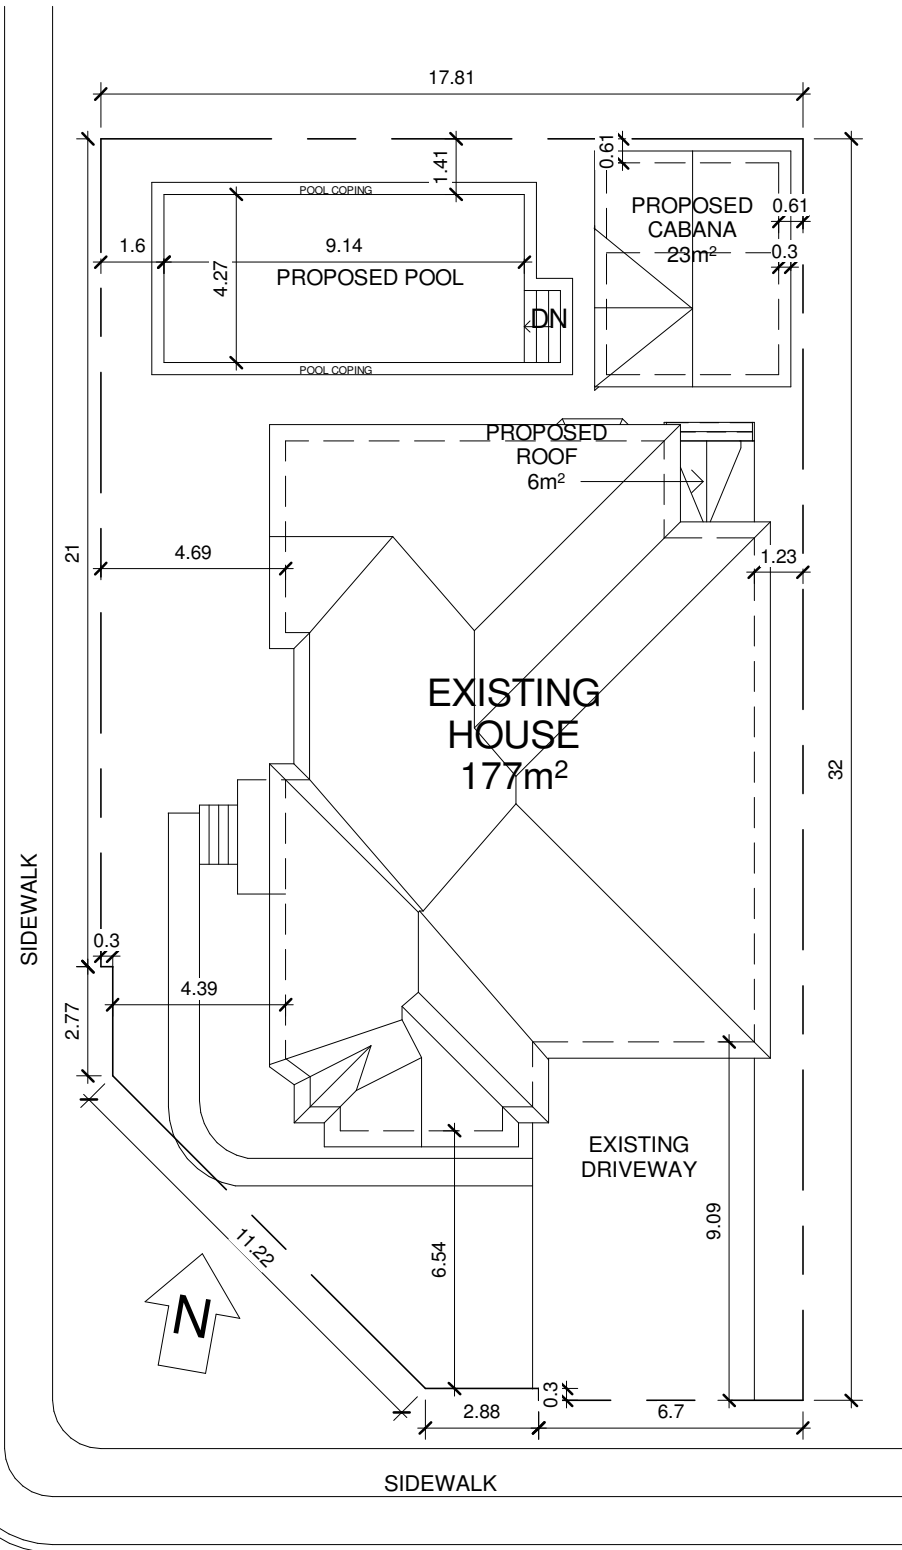 17.81
0.61
1.41
POOL COPING
PROPOSED
CABANA
23m²
0.61
1.6
9.14
0.3
4.27
PROPOSED POOL
DN
POOL COPING
PROPOSED
ROOF
6m²
21
4.69
1.23
EXISTING
HOUSE
177m²
32
SIDEWALK
0.3
4.39
2.77
EXISTING
DRIVEWAY
9.09
6.54
11.22
N
0.3
2.88
6.7
SIDEWALK